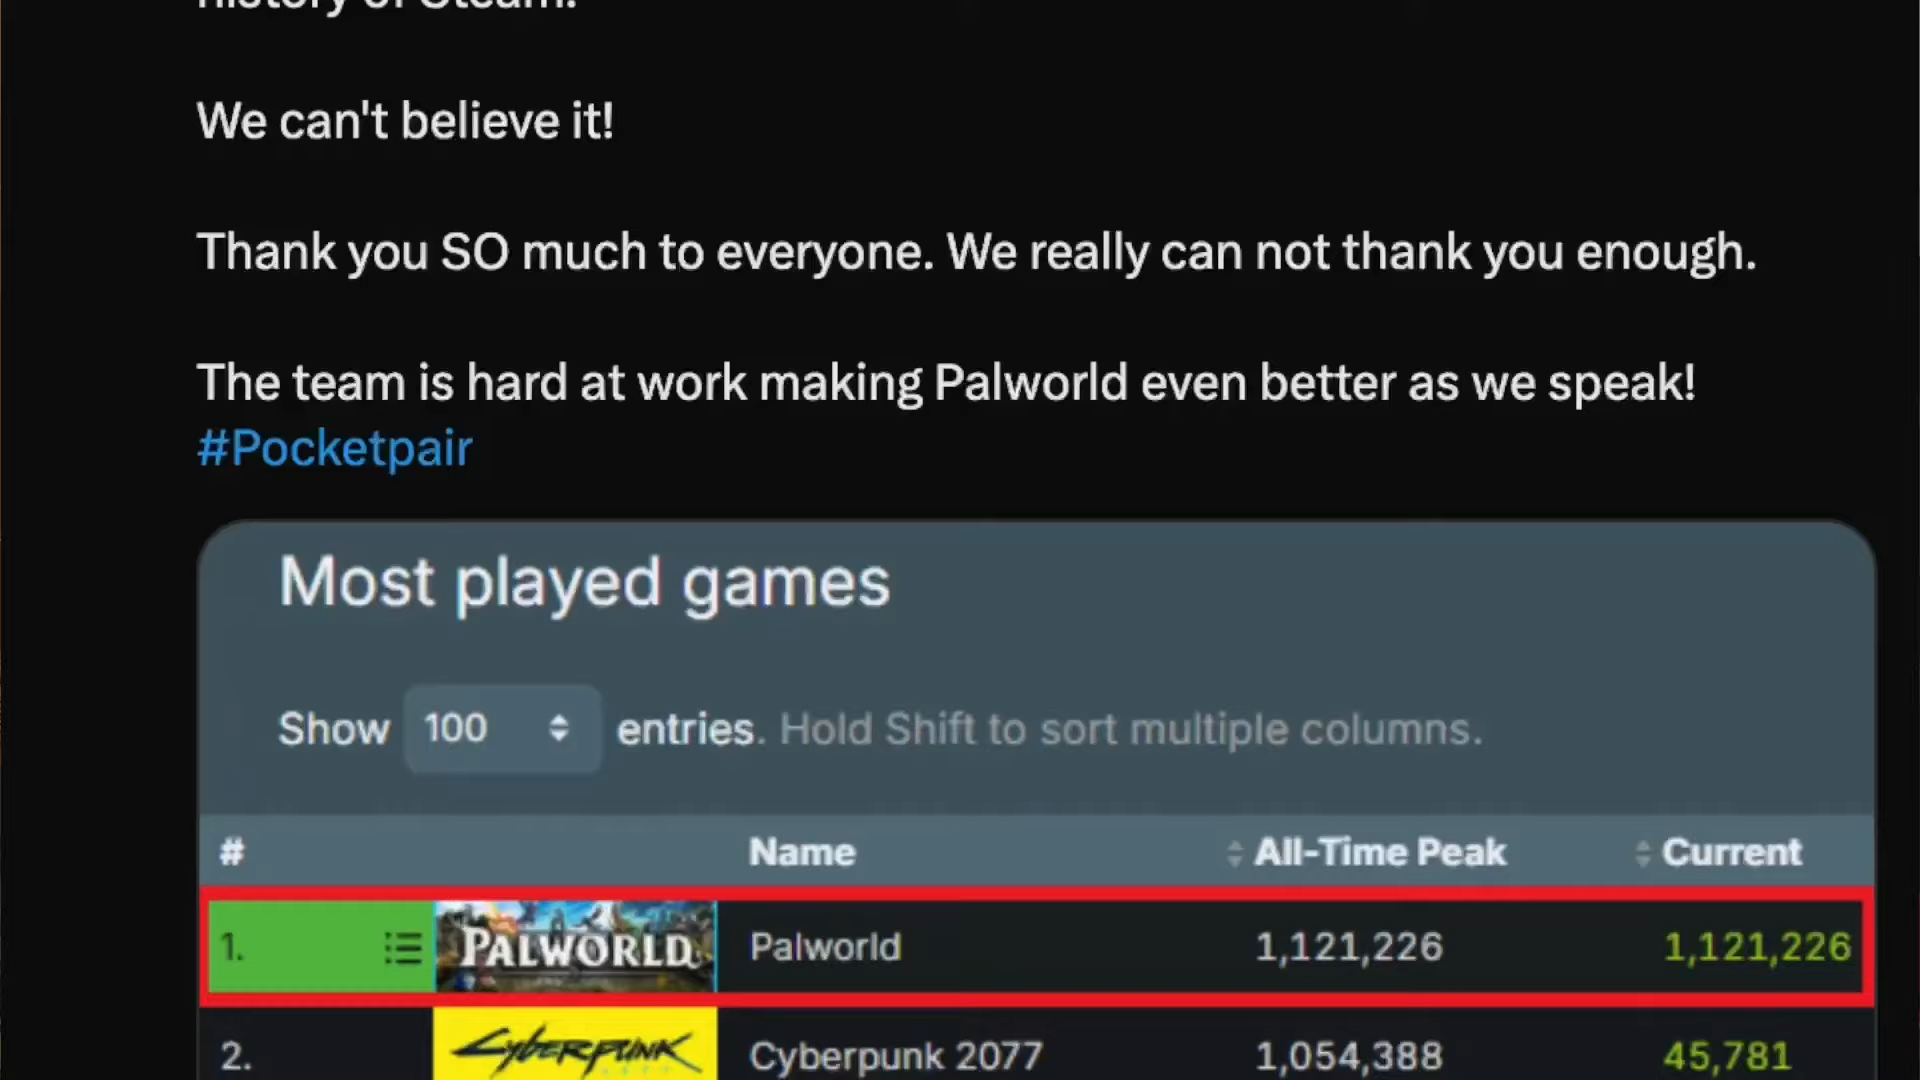 history of Steam.
We can't believe it!
Thank you SO much to everyone. We really can not thank you enough.
The team is hard at work making Palworld even better as we speak!
#Pocketpair
Most played games
Show 100 entries. Hold Shift to sort multiple columns.
# Name All-Time Peak Current
1. PALWORLD Palworld 1,121,226 1,121,226
2. Cyberpunk Cyberpunk 2077 1,054,388 45,781